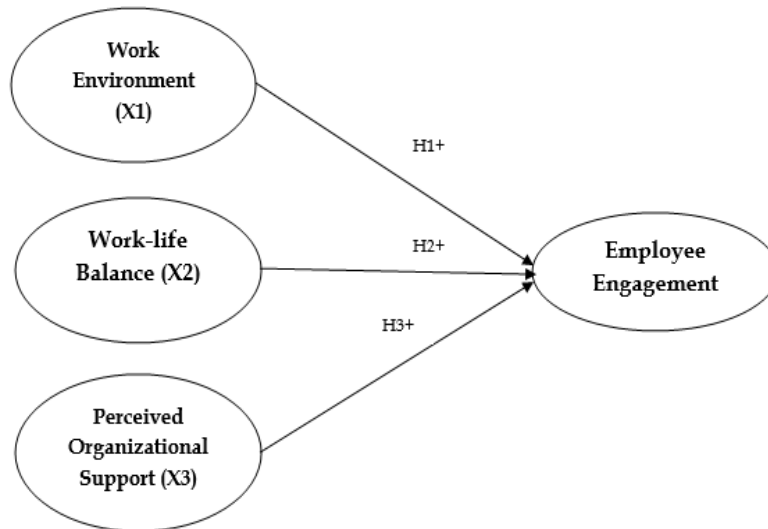 Work
Environment
(X1)
H1+
Work-life
Balance (X2)
H2+
Employee
Engagement
H3+
Perceived
Organizational
Support (X3)